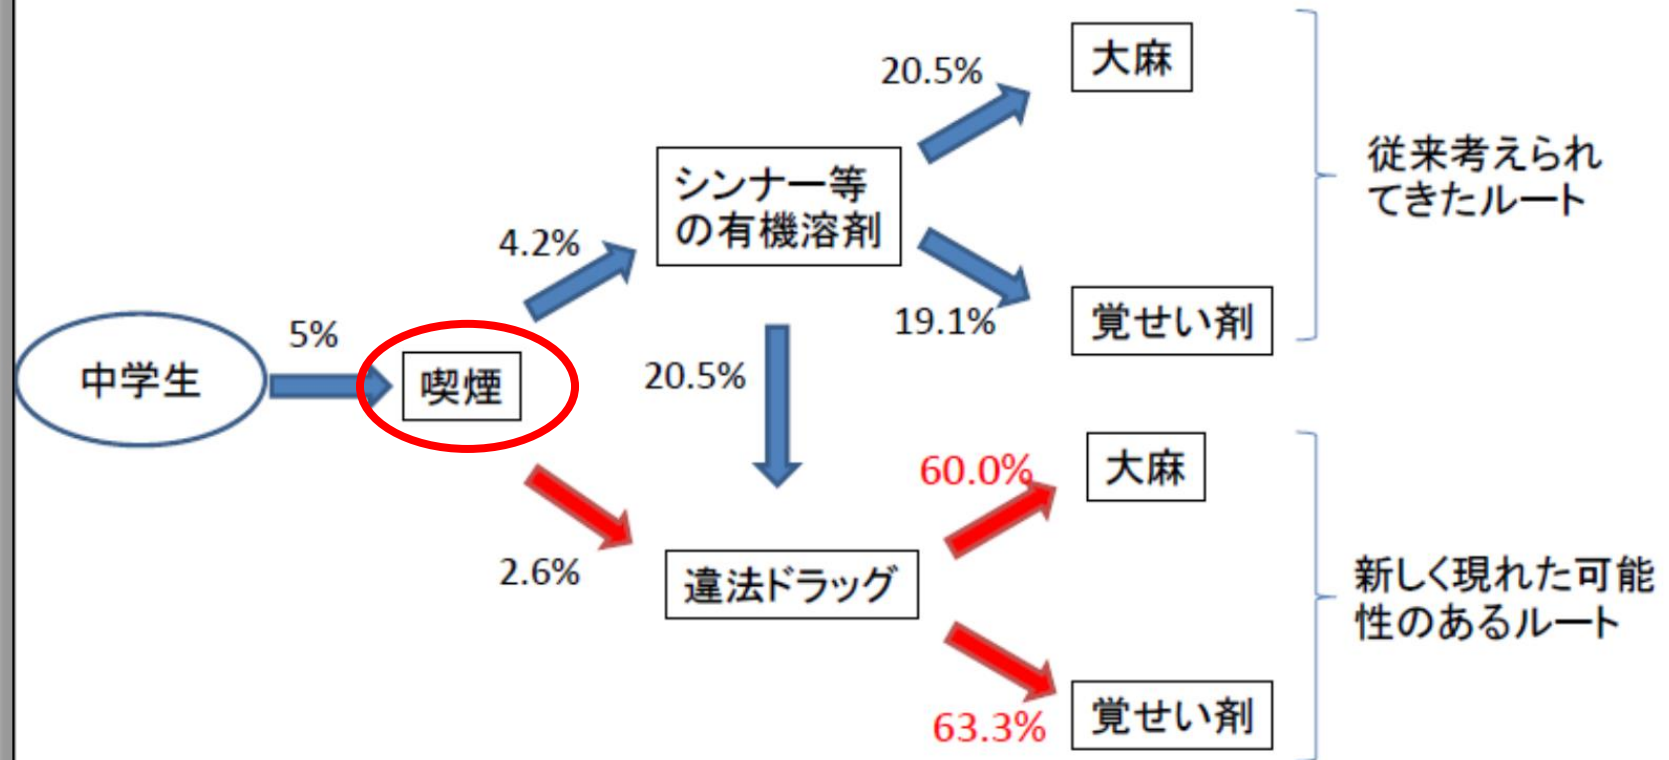 20.5%
大麻
従来考えられ
てきたルート
シンナー等
の有機溶剤
4.2%
19.1%
覚せい剤
5%
中学生
喫煙
20.5%
60.0%
大麻
2.6%
違法ドラッグ
新しく現れた可能
性のあるルート
63.3%
覚せい剤